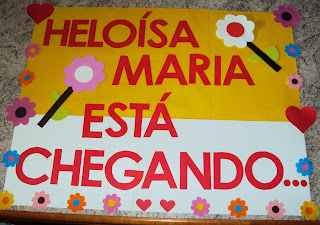 HELOÍSA
MARIA
ESTÁ
CHEGANDO...